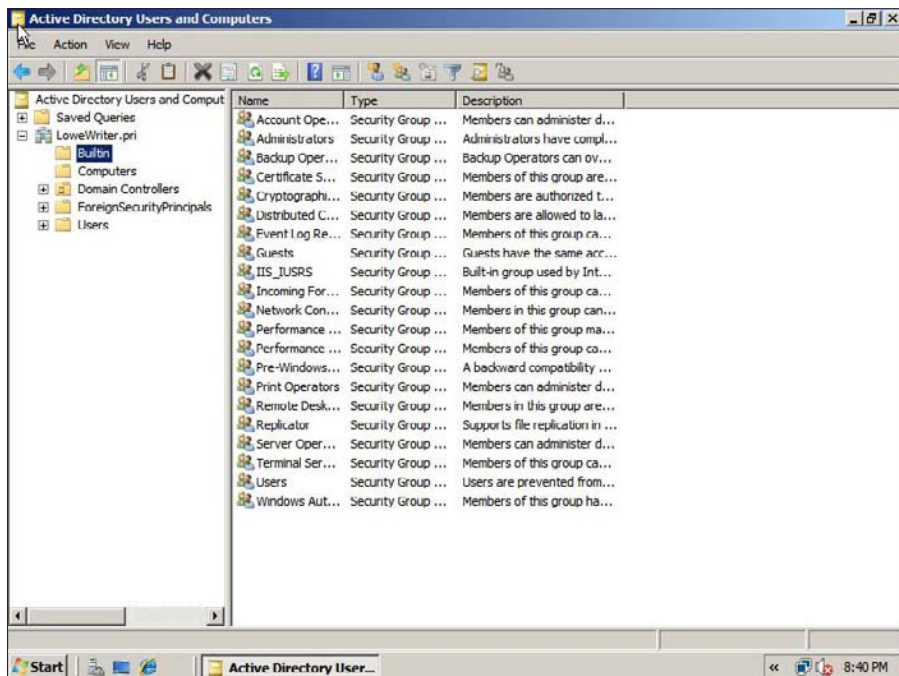 Active Directory Users and Computers
File Action View Help
Active Directory Users and Comput
Saved Queries
LoweWriter.pri
Builtin
Computers
Domain Controllers
ForeignSecurityPrincipals
Users
Name Type Description
Account Ope... Security Group ... Members can administer d...
Administrators Security Group ... Administrators have compl...
Backup Oper... Security Group ... Backup Operators can ov...
Certificate S... Security Group ... Members of this group are...
Cryptographi... Security Group ... Members are authorized t...
Distributed C... Security Group ... Members are allowed to la...
Event Log Re... Security Group ... Members of this group ca...
Guests Security Group ... Guests have the same acc...
IIS_IUSRS Security Group ... Built-in group used by Int...
Incoming For... Security Group ... Members of this group ca...
Network Con... Security Group ... Members in this group can...
Performance ... Security Group ... Members of this group ma...
Performance ... Security Group ... Members of this group ca...
Pre-Windows... Security Group ... A backward compatibility ...
Print Operators Security Group ... Members can administer d...
Remote Desk... Security Group ... Members in this group are...
Replicator Security Group ... Supports file replication in ...
Server Oper... Security Group ... Members can administer d...
Terminal Ser... Security Group ... Members of this group ca...
Users Security Group ... Users are prevented from...
Windows Aut... Security Group ... Members of this group ha...
Start Active Directory User... « 8:40 PM